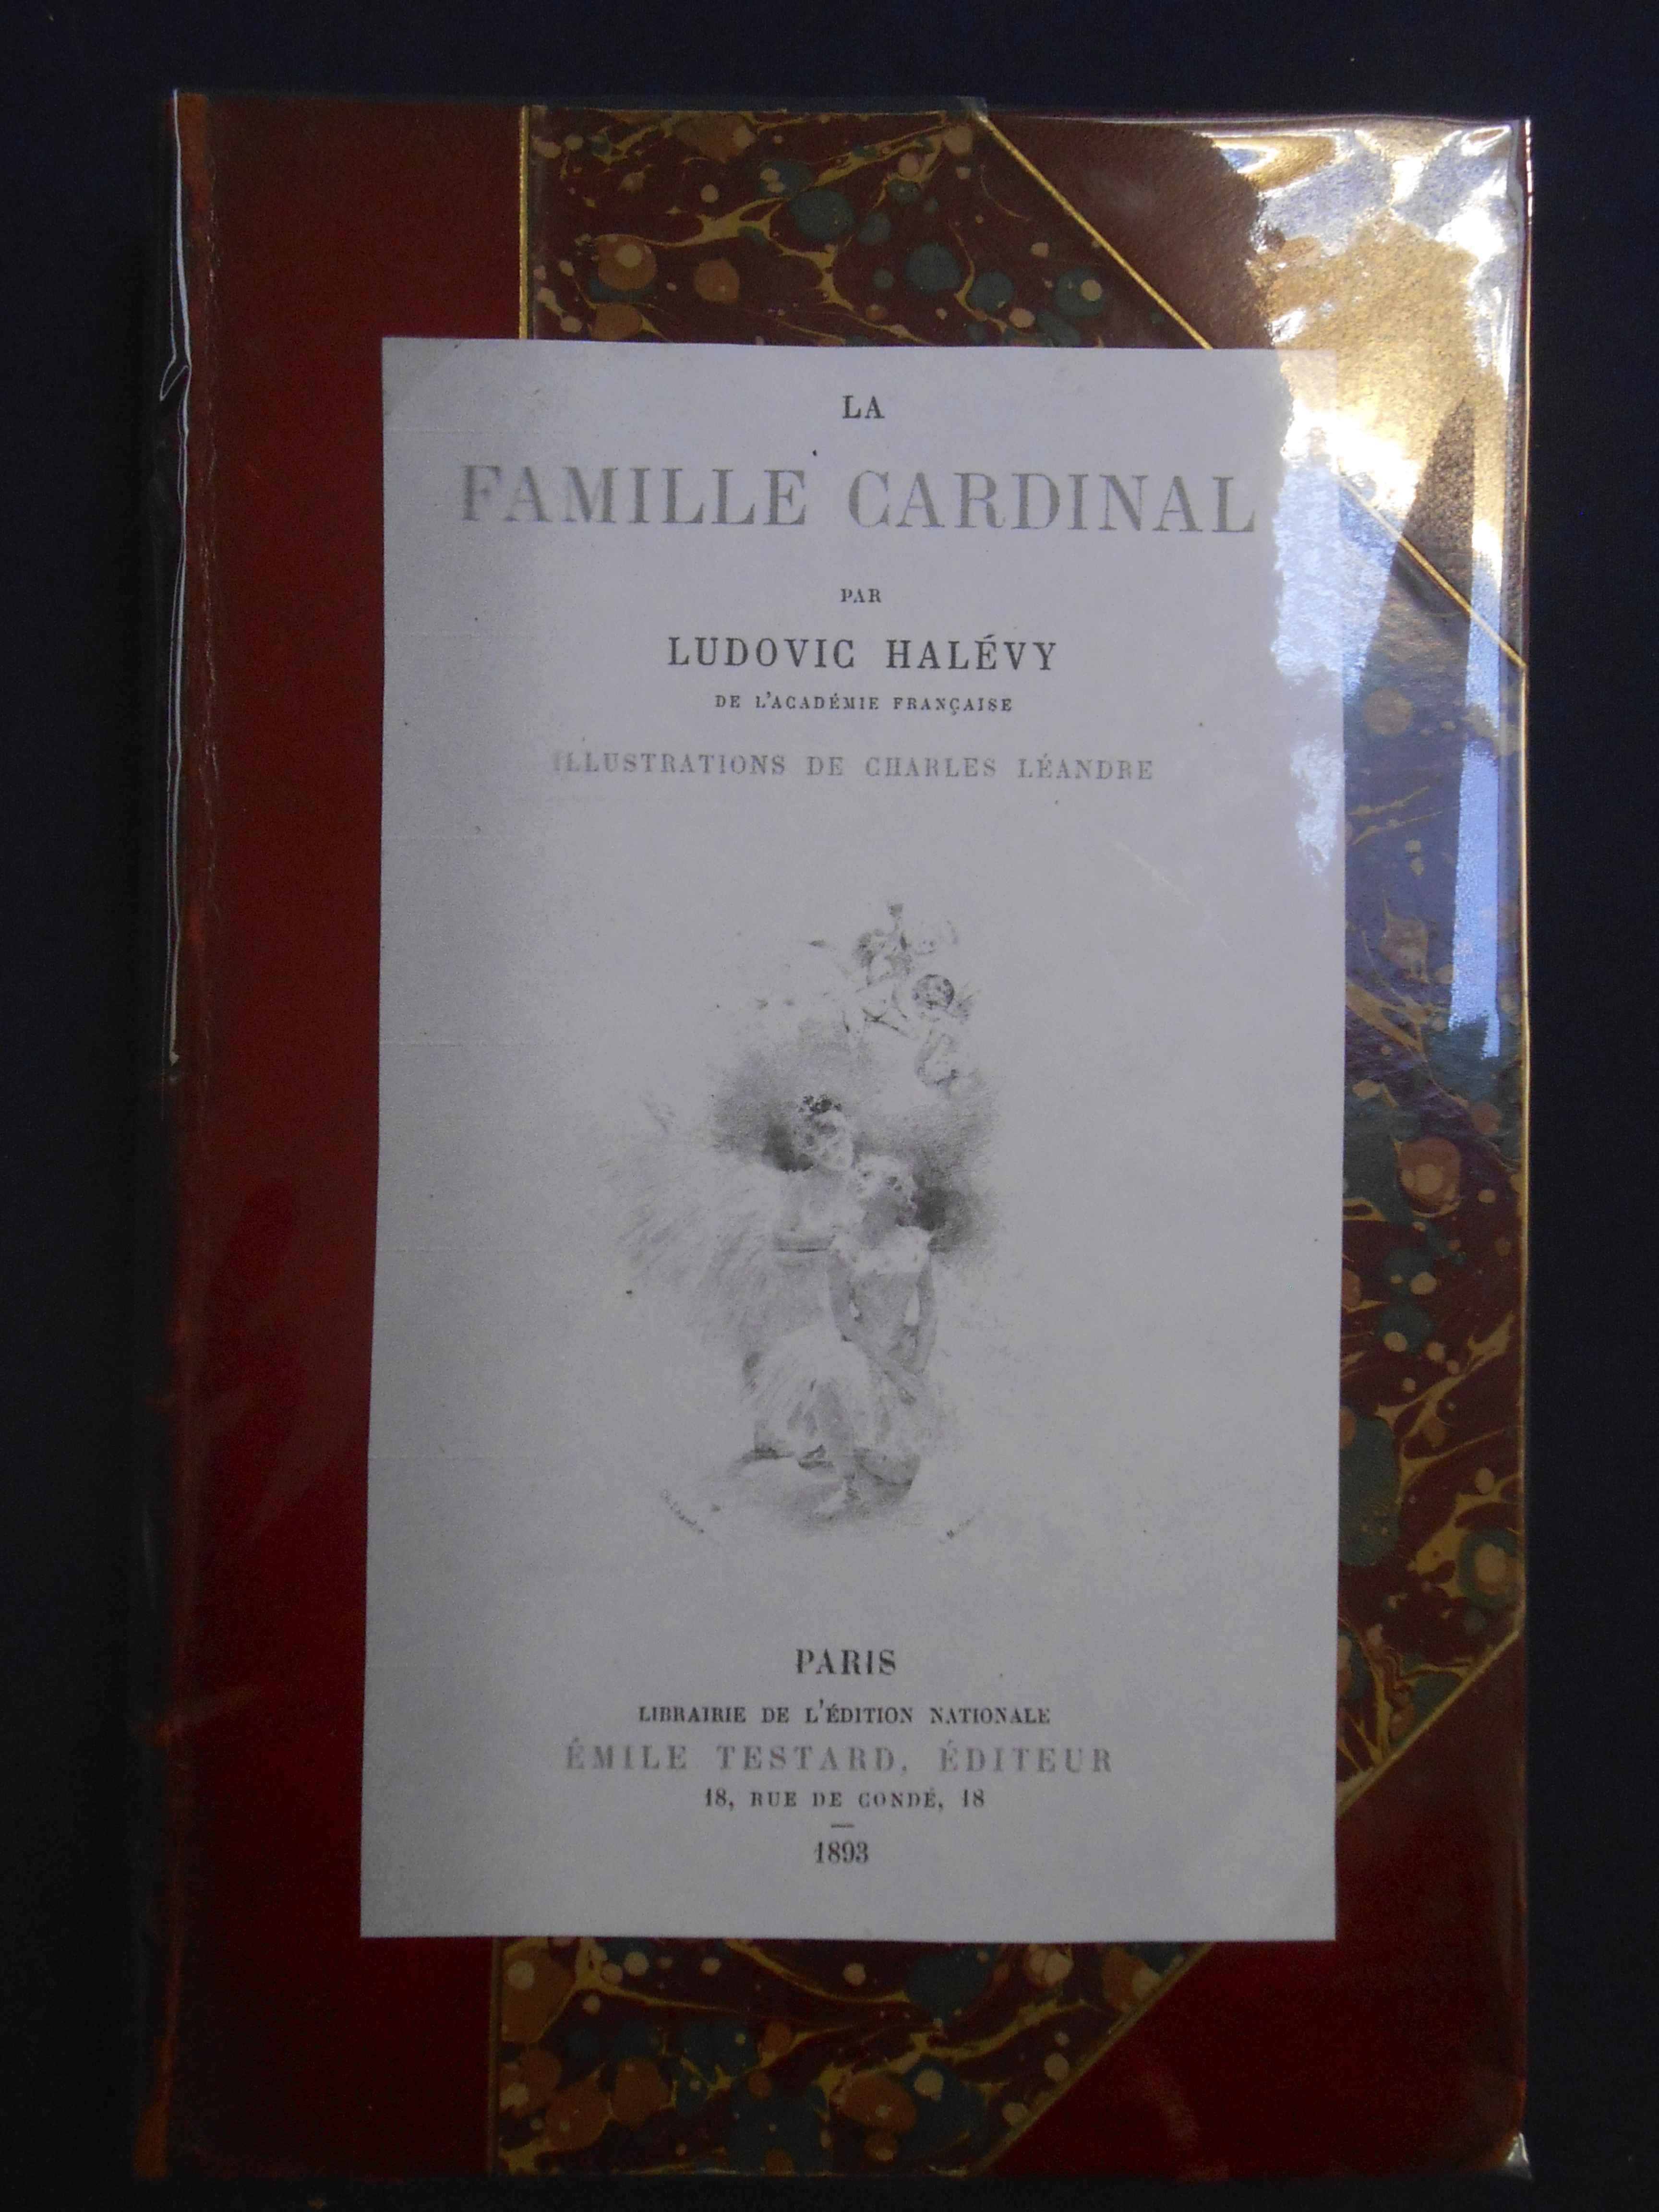 LA
FAMILLE CARDINAL
PAR
LUDOVIC HALÉVY
DE L'ACADÉMIE FRANÇAISE
ILLUSTRATIONS DE CHARLES LÉANDRE
PARIS
LIBRAIRIE DE L'ÉDITION NATIONALE
ÉMILE TESTARD, ÉDITEUR
18, RUE DE CONDÉ, 18
1893